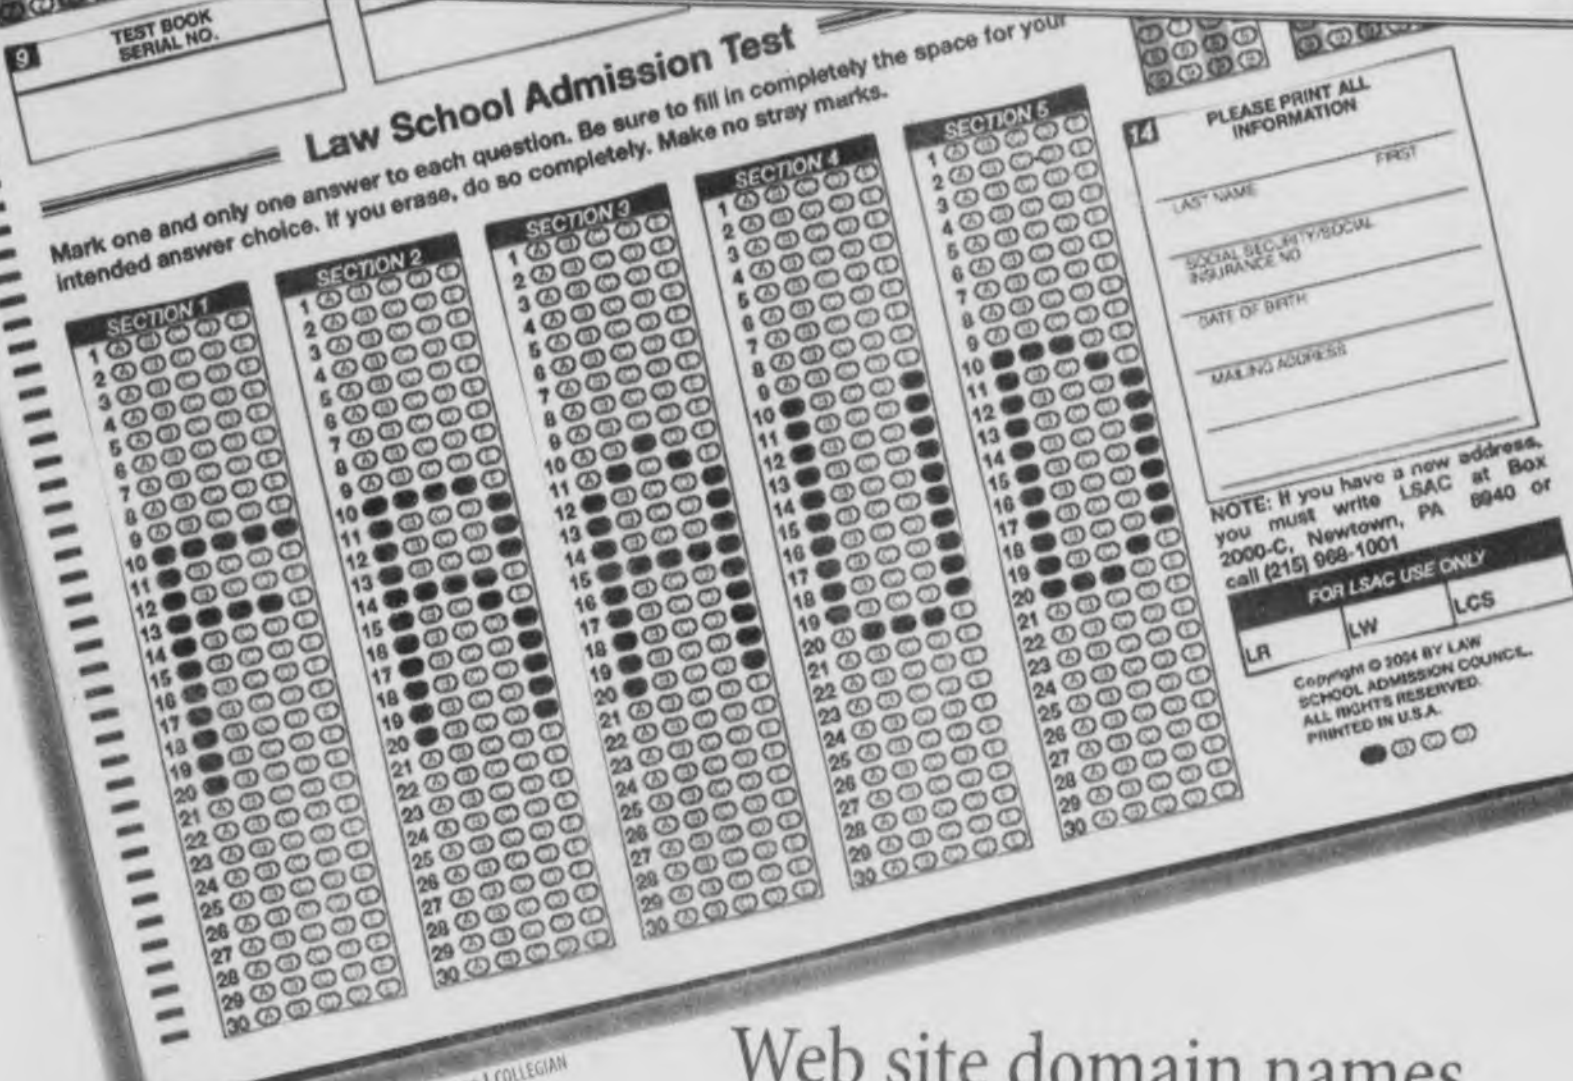 9
TEST BOOK
SERIAL NO.
Law School Admission Test
Mark one and only one answer to each question. Be sure to fill in completely the space for your
intended answer choice. If you erase, do so completely. Make no stray marks.
SECTION 1
SECTION 2
SECTION 3
SECTION 4
SECTION 5
14
PLEASE PRINT ALL
INFORMATION
LAST NAME FIRST
SOCIAL SECURITY/SOCIAL
INSURANCE NO
DATE OF BIRTH
MAILING ADDRESS
NOTE: If you have a new address,
you must write LSAC at Box
2000-C, Newtown, PA 8940 or
call (215) 968-1001
FOR LSAC USE ONLY
LR LW LCS
Copyright © 2004 BY LAW
SCHOOL ADMISSION COUNCIL.
ALL RIGHTS RESERVED.
PRINTED IN U.S.A.
COLLEGIAN
Web site domain names